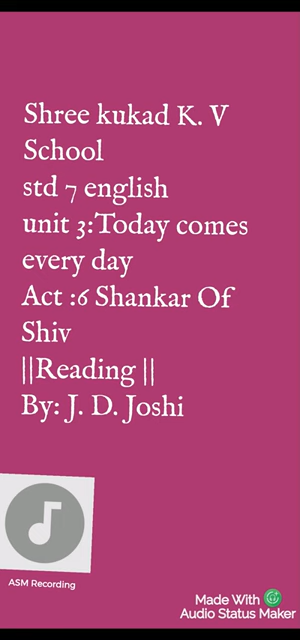 Shree kukad K. V
School
std 7 english
unit 3:Today comes
every day
Act :6 Shankar Of
Shiv
||Reading ||
By: J. D. Joshi
ASM Recording
Made With
Audio Status Maker